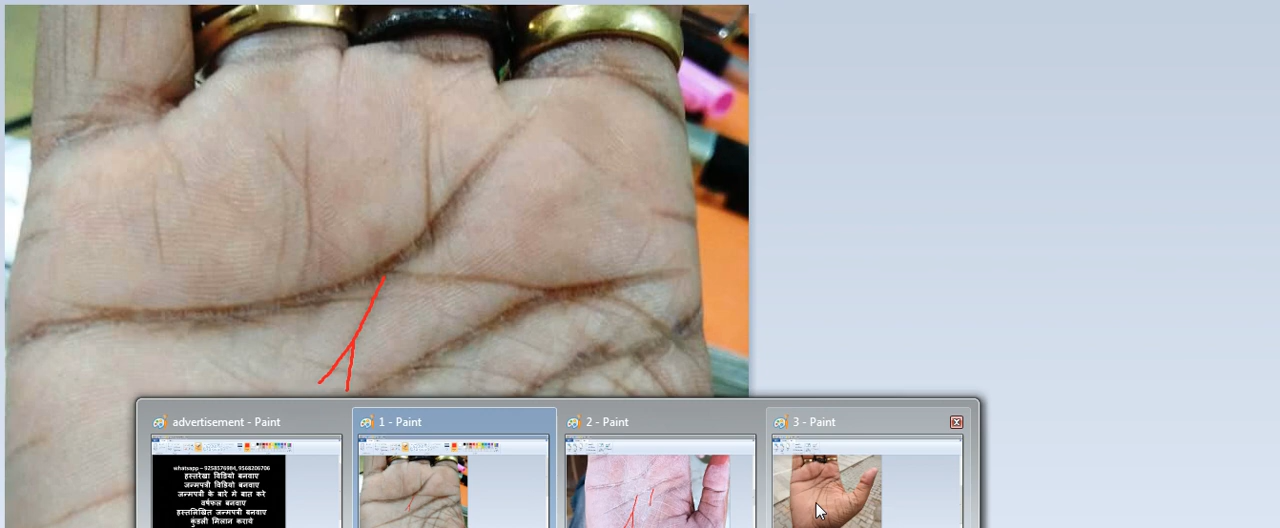 advertisement - Paint
1 - Paint
2 - Paint
3 - Paint
whatsapp – 9258576984, 9568206706
हस्तरेखा विडियो बनवाए
जन्मपत्री विडियो बनवाए
जन्मपत्री के बारे मे बात करे
वर्षफल बनवाए
हस्तलिखित जन्मपत्री बनवाए
कुंडली मिलान कराये